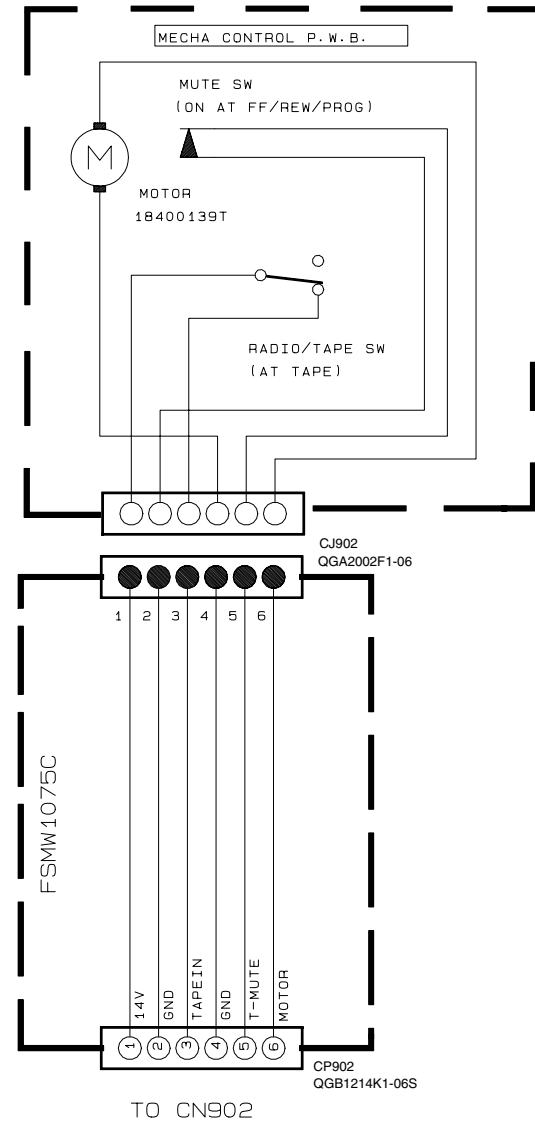 MECHA CONTROL P.W.B.
MUTE SW
(ON AT FF/REW/PROG)
M
MOTOR
18400139T
RADIO/TAPE SW
(AT TAPE)
CJ902
QGA2002F1-06
1 2 3 4 5 6
FSMW1075C
14V
GND
TAPEIN
GND
T-MUTE
MOTOR
1 2 3 4 5 6
CP902
QGB1214K1-06S
TO CN902